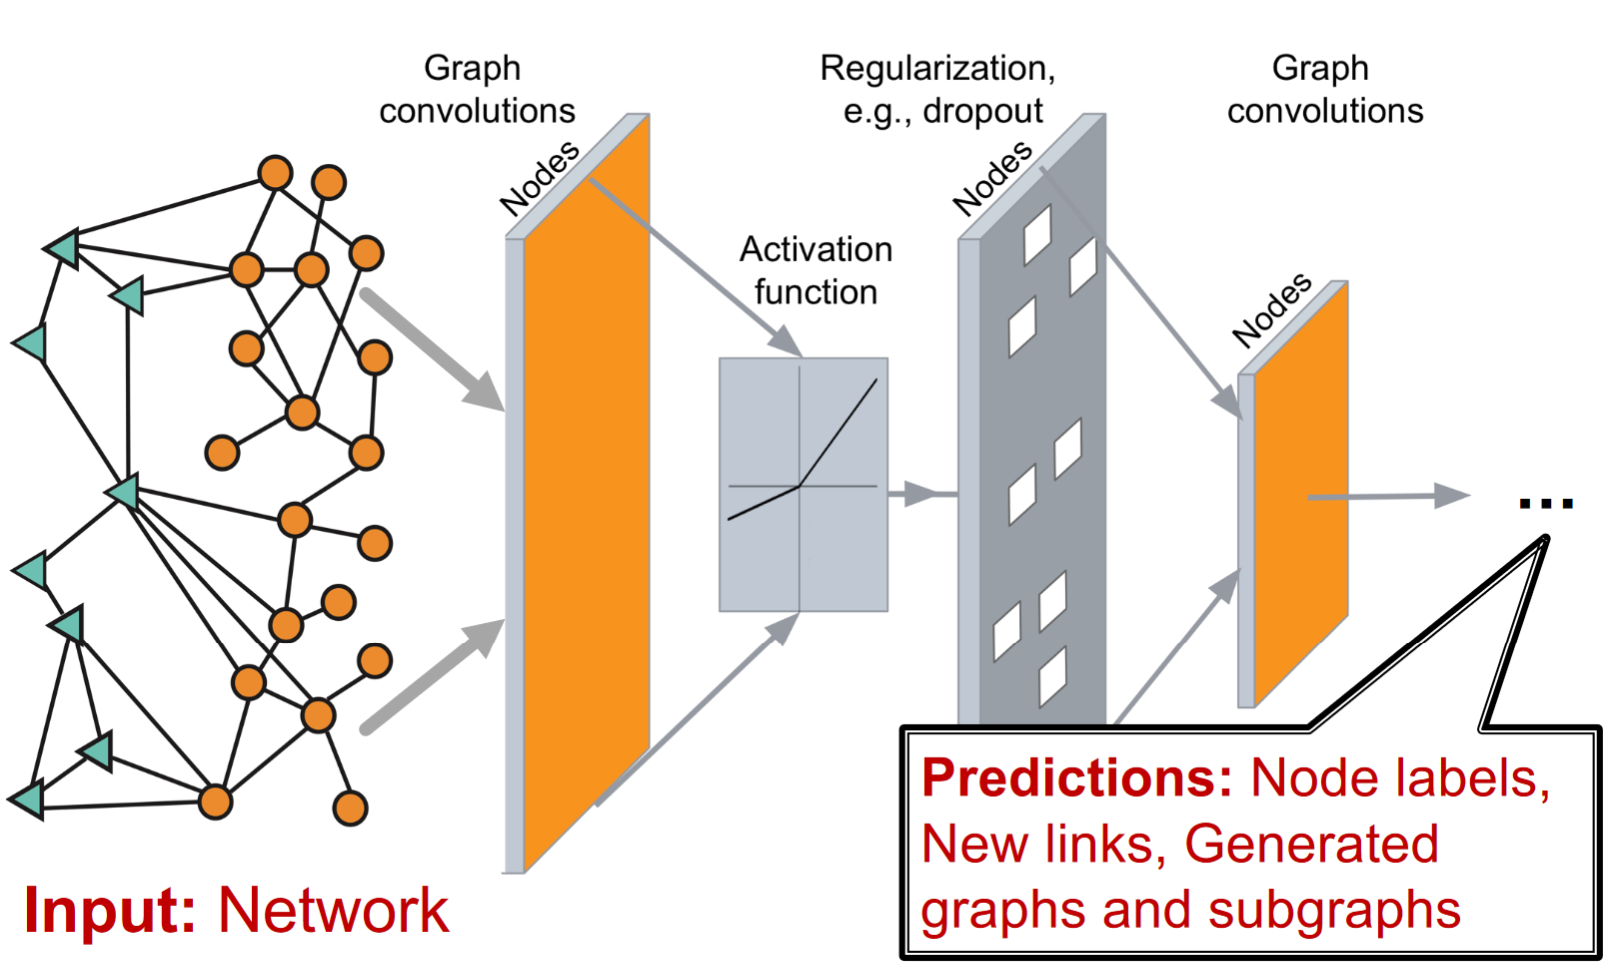 Graph
convolutions
Nodes
Activation
function
Regularization,
e.g., dropout
Nodes
Graph
convolutions
Nodes
...
Input: Network
Predictions: Node labels,
New links, Generated
graphs and subgraphs